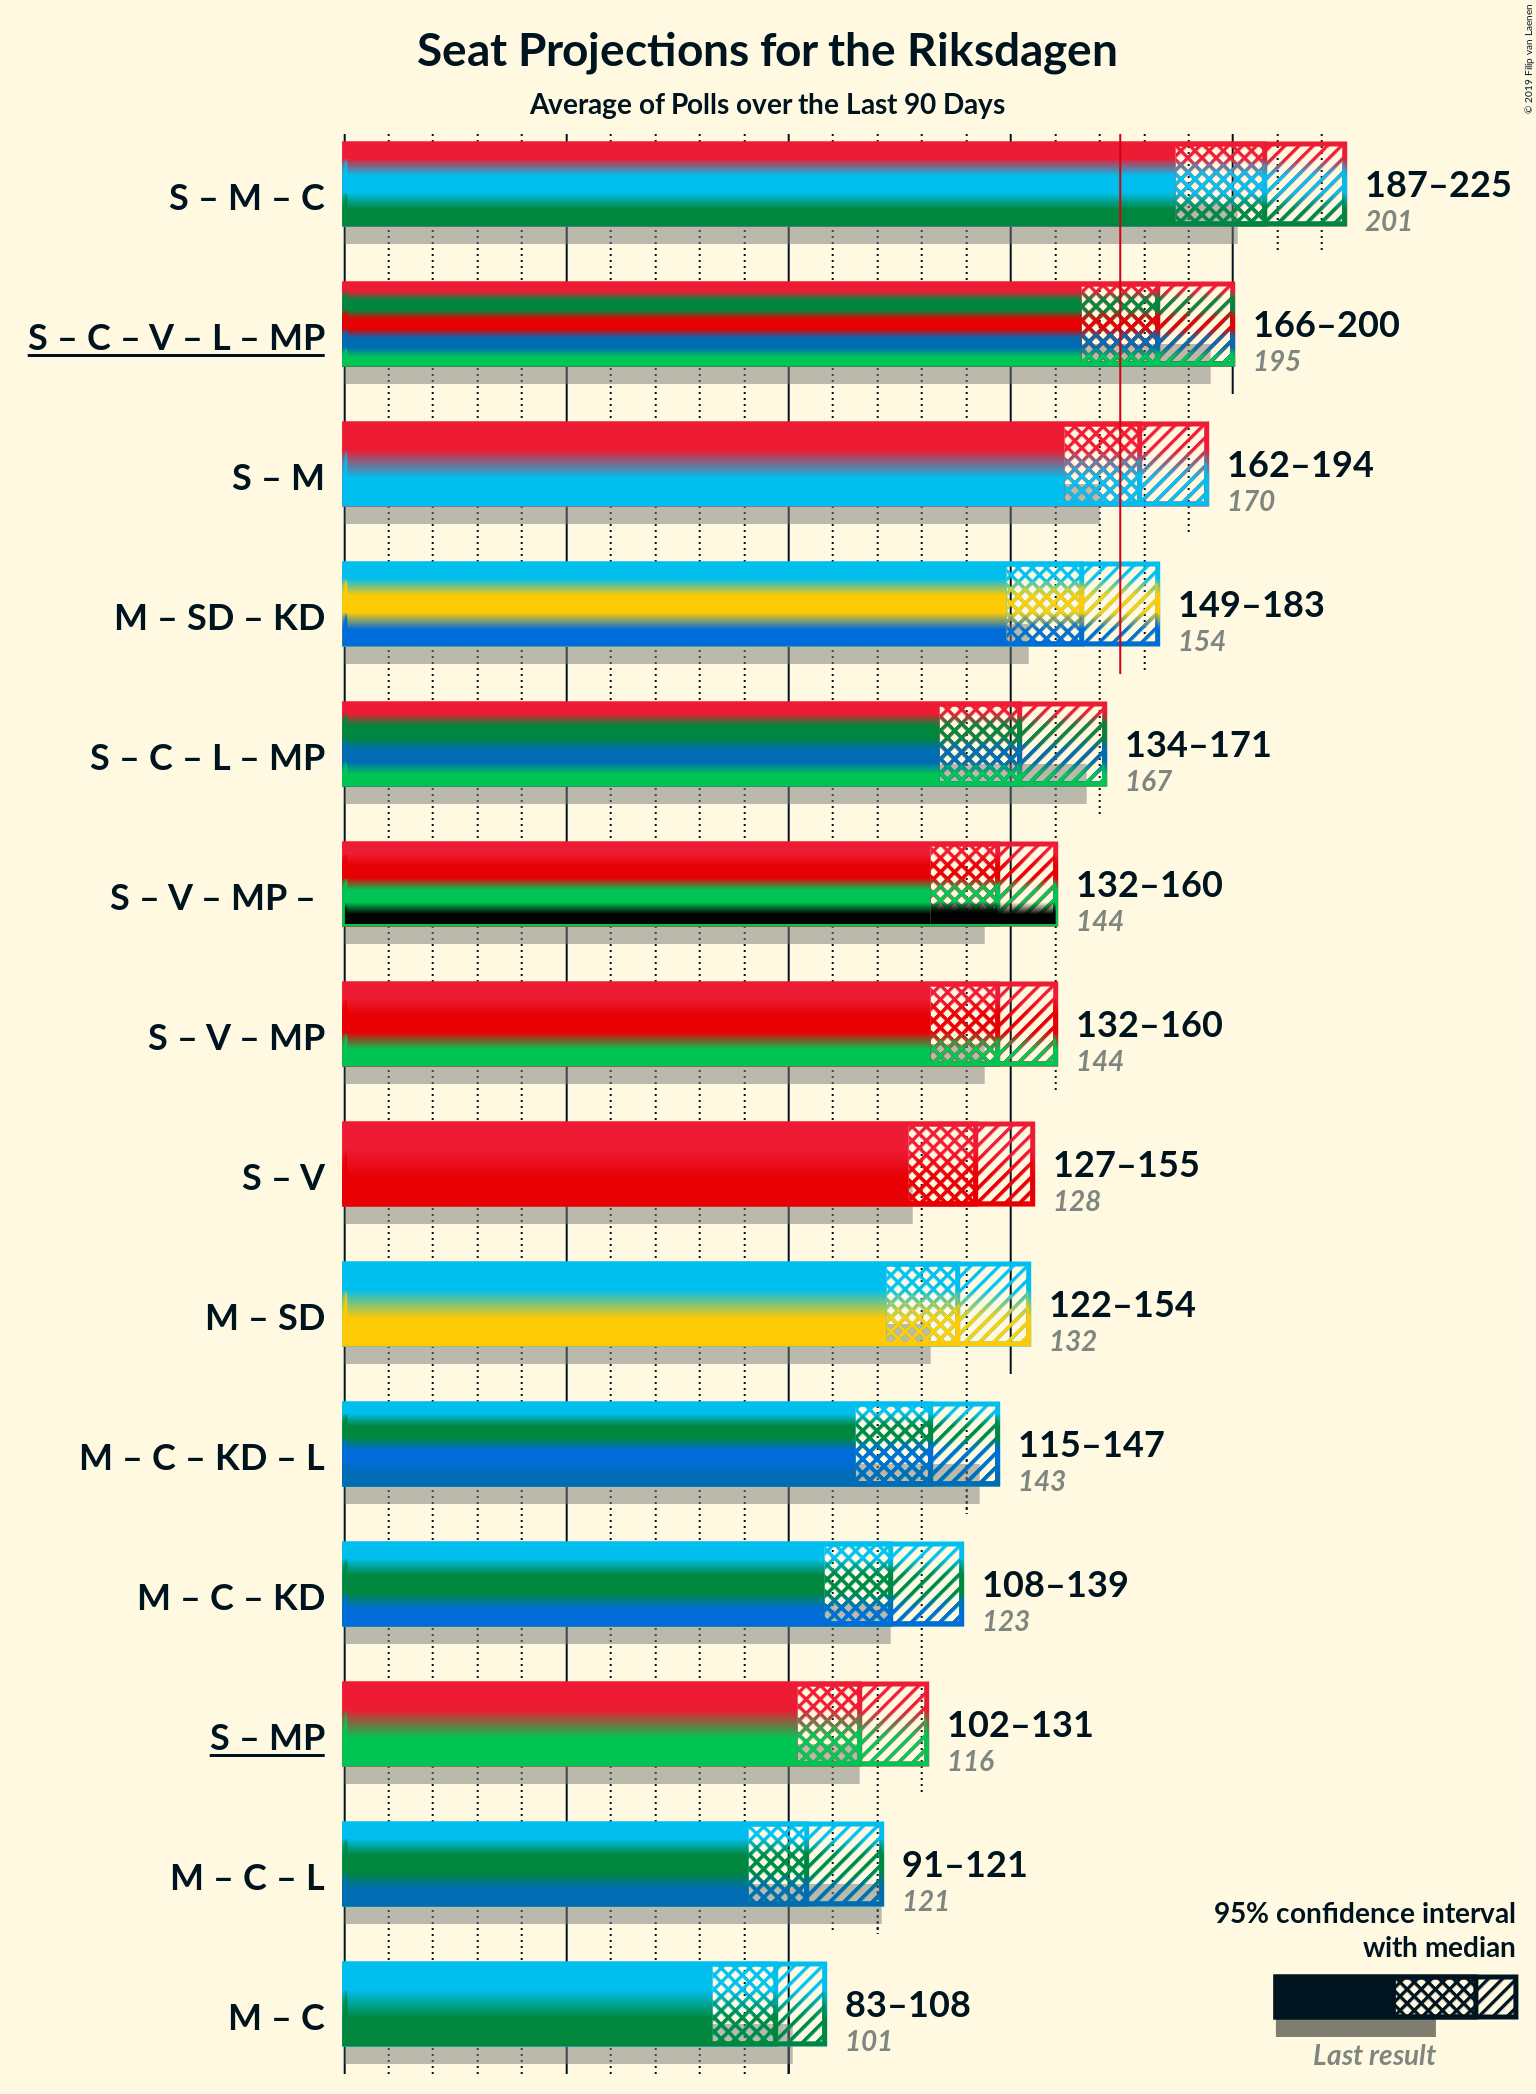 © 2019 Filip van Laenen
Seat Projections for the Riksdagen
Average of Polls over the Last 90 Days
S – M – C
187–225
201
S – C – V – L – MP
166–200
195
S – M
162–194
170
M – SD – KD
149–183
154
S – C – L – MP
134–171
167
S – V – MP –
132–160
144
S – V – MP
132–160
144
S – V
127–155
128
M – SD
122–154
132
M – C – KD – L
115–147
143
M – C – KD
108–139
123
S – MP
102–131
116
M – C – L
91–121
121
M – C
83–108
101
95% confidence interval
with median
Last result